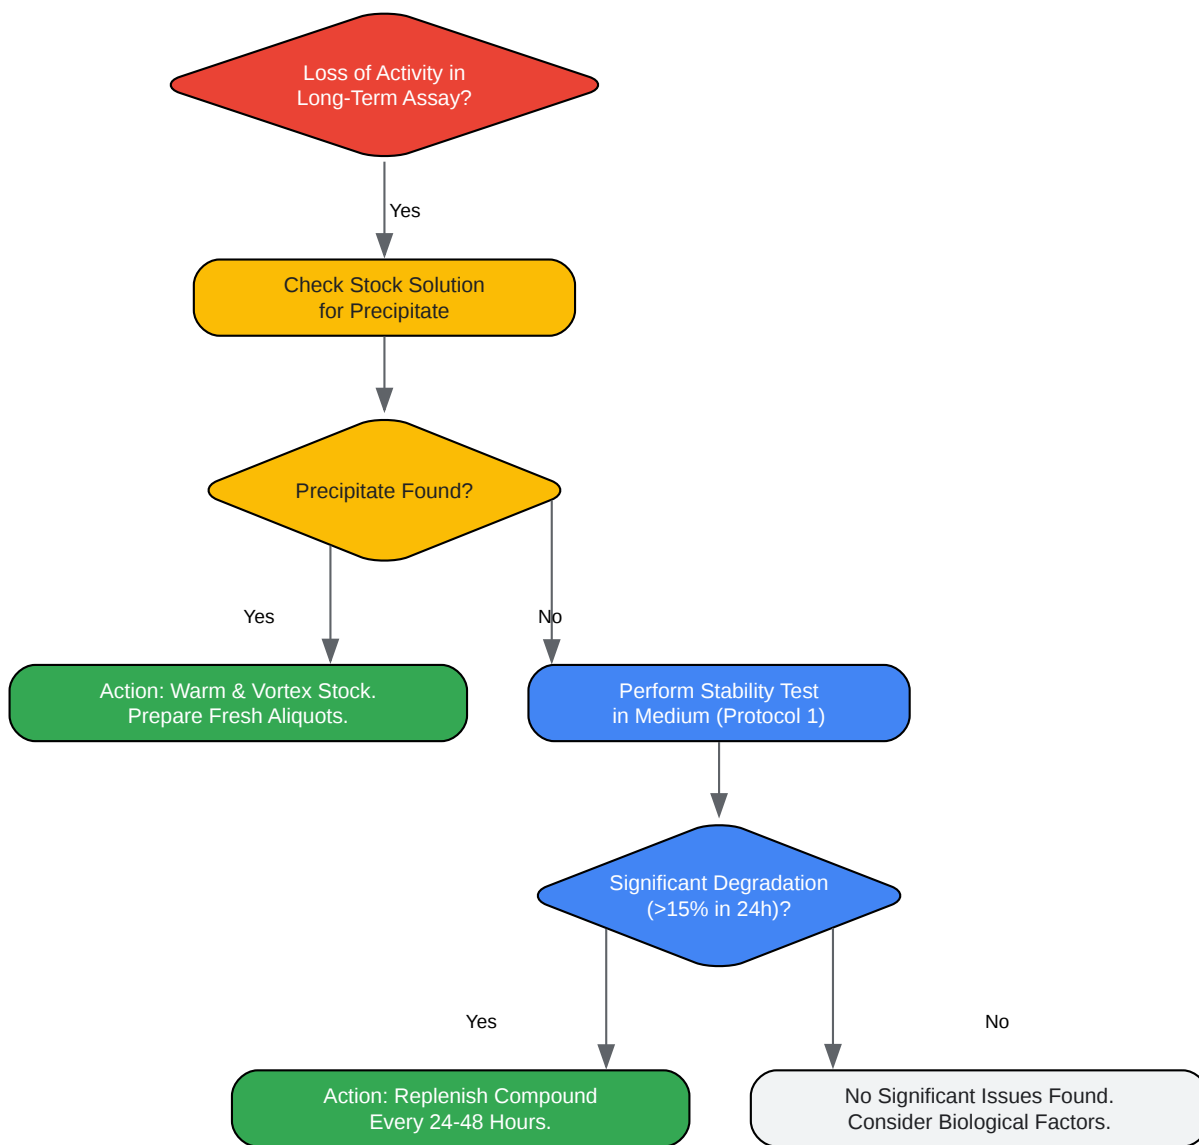 Loss of Activity in
Long-Term Assay?
Yes
Check Stock Solution
for Precipitate
Precipitate Found?
Yes
No
Action: Warm & Vortex Stock.
Prepare Fresh Aliquots.
Perform Stability Test
in Medium (Protocol 1)
Significant Degradation
(>15% in 24h)?
Yes
No
Action: Replenish Compound
Every 24-48 Hours.
No Significant Issues Found.
Consider Biological Factors.